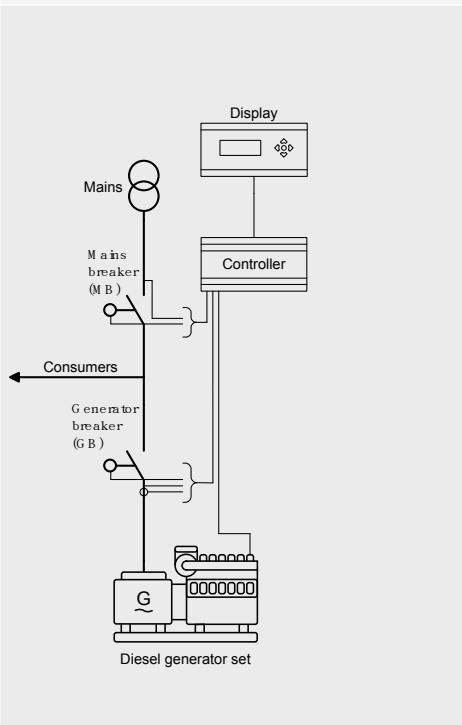 Display
Mains
Controller
Mains
breaker
(MB)
Consumers
Generator
breaker
(GB)
G
Diesel generator set